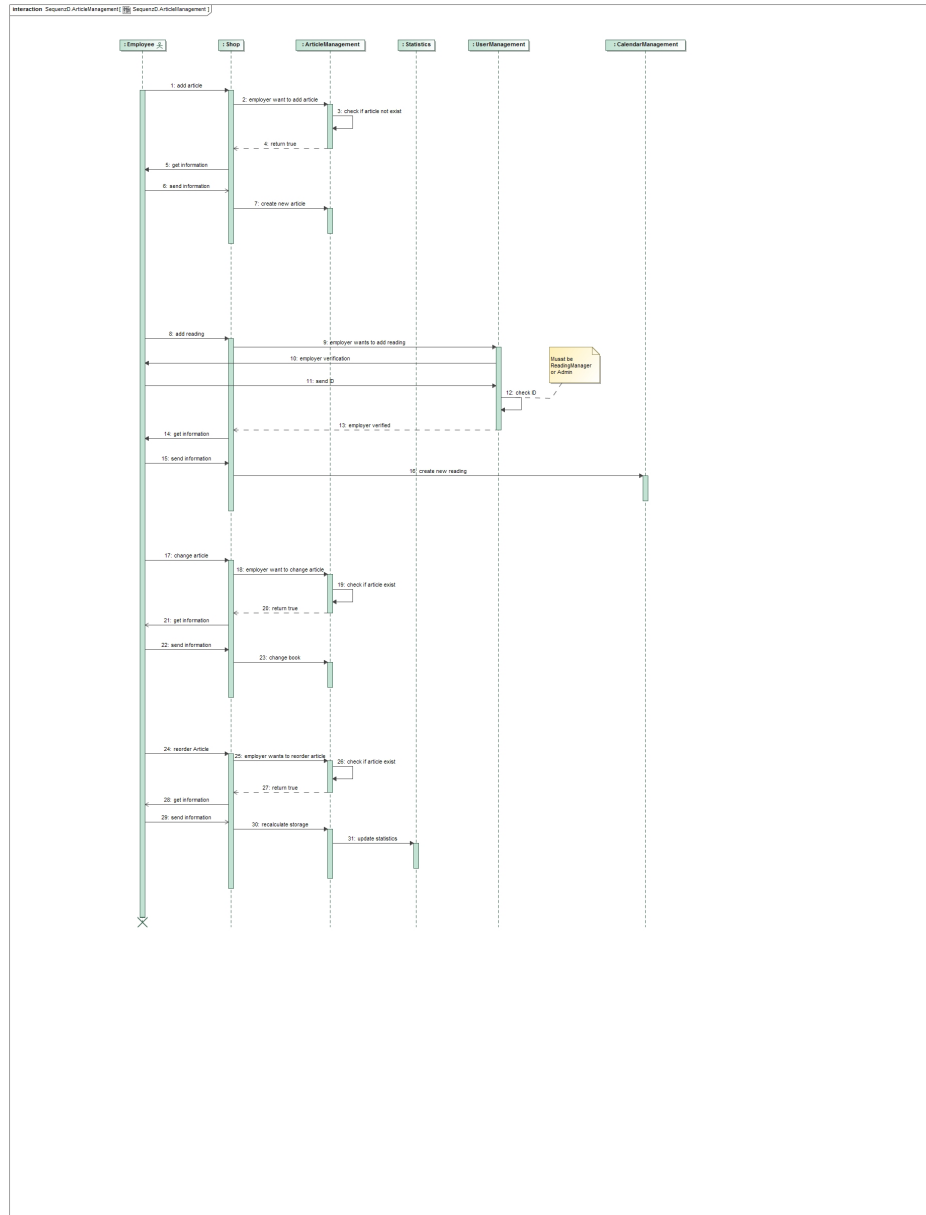 interaction SequenzD.ArticleManagement [ SequenzD.ArticleManagement ]
: Employee
: Shop
: ArticleManagement
: Statistics
: UserManagement
: CalendarManagement
1: add article
2: employer want to add article
3: check if article not exist
4: return true
5: get information
6: send information
7: create new article
8: add reading
9: employer wants to add reading
10: employer verification
Musst be
ReadingManager
or Admin
11: send ID
12: check ID
13: employer verified
14: get information
15: send information
16: create new reading
17: change article
18: employer want to change article
19: check if article exist
20: return true
21: get information
22: send information
23: change book
24: reorder Article
25: employer wants to reorder article
26: check if article exist
27: return true
28: get information
29: send information
30: recalculate storage
31: update statistics